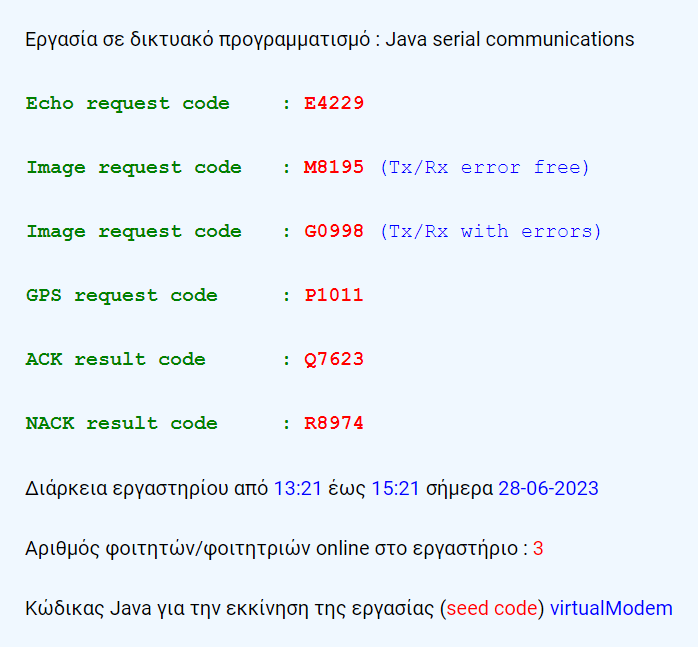 Εργασία σε δικτυακό προγραμματισμό : Java serial communications
Echo request code : E4229
Image request code : M8195 (Tx/Rx error free)
Image request code : G0998 (Tx/Rx with errors)
GPS request code : P1011
ACK result code : Q7623
NACK result code : R8974
Διάρκεια εργαστηρίου από 13:21 έως 15:21 σήμερα 28-06-2023
Αριθμός φοιτητών/φοιτητριών online στο εργαστήριο : 3
Κώδικας Java για την εκκίνηση της εργασίας (seed code) virtualModem